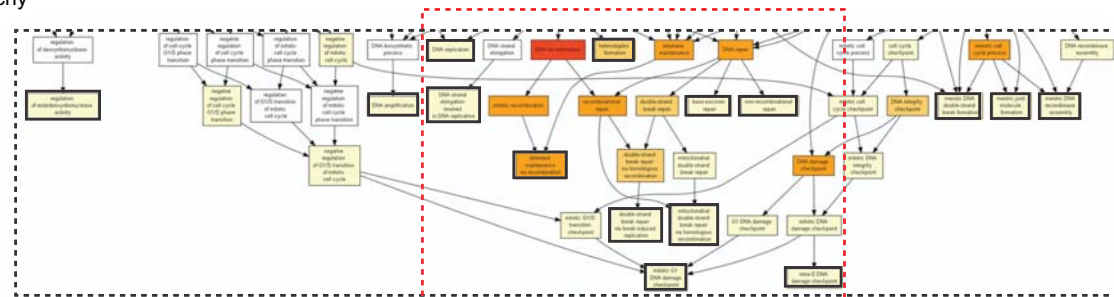 regulation
of deoxyribonuclease
activity
regulation
of cell cycle
G1/S phase
transition
negative
regulation
of cell cycle
phase transition
regulation
of mitotic
cell cycle
phase transition
negative
regulation
of mitotic
cell cycle
DNA biosynthetic
process
DNA replication
DNA strand
elongation
DNA recombination
heteroduplex
formation
telomere
maintenance
DNA repair
mitotic cell
cycle process
cell cycle
checkpoint
meiotic cell
cycle process
DNA recombinase
assembly
regulation
of endodeoxyribonuclease
activity
negative
regulation
of cell cycle
G1/S phase
transition
regulation
of G1/S transition
of mitotic
cell cycle
negative
regulation
of mitotic
cell cycle
phase transition
DNA amplification
DNA strand
elongation
involved
in DNA replication
mitotic recombination
recombinational
repair
double-strand
break repair
base-excision
repair
non-recombinational
repair
mitotic cell
cycle checkpoint
DNA integrity
checkpoint
meiotic DNA
double-strand
break formation
meiotic joint
molecule
formation
meiotic DNA
recombinase
assembly
negative
regulation
of G1/S transition
of mitotic
cell cycle
telomere
maintenance
via recombination
double-strand
break repair
via homologous
recombination
mitochondrial
double-strand
break repair
DNA damage
checkpoint
mitotic DNA
integrity
checkpoint
mitotic G1/S
transition
checkpoint
double-strand
break repair
via break-induced
replication
mitochondrial
double-strand
break repair
via homologous
recombination
G1 DNA damage
checkpoint
mitotic DNA
damage checkpoint
mitotic G1
DNA damage
checkpoint
intra-S DNA
damage checkpoint